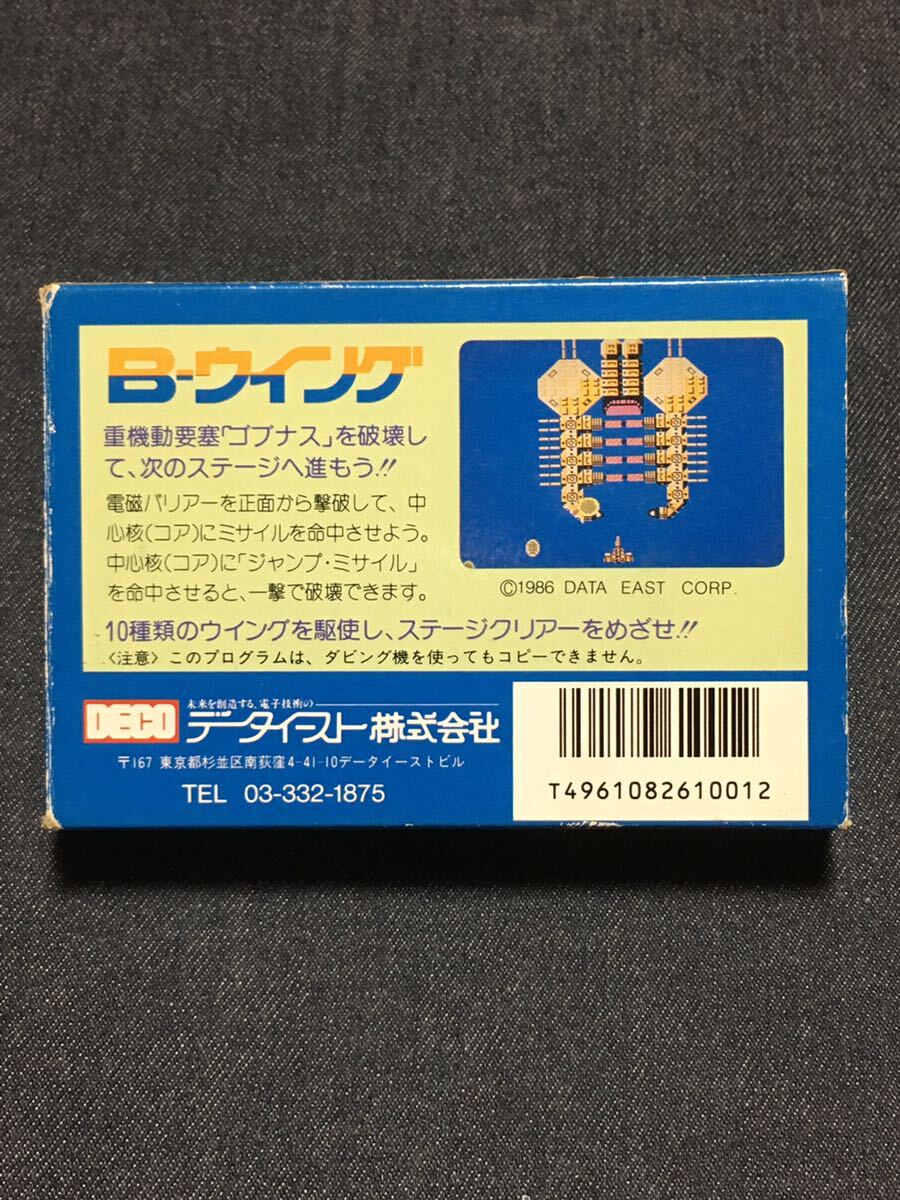 B-ウイング
重機動要塞「ゴブナス」を破壊し
て、次のステージへ進もう!!
電磁バリアーを正面から撃破して、中
心核(コア)にミサイルを命中させよう。
中心核(コア)に「ジャンプ・ミサイル」
を命中させると、一撃で破壊できます。
©1986 DATA EAST CORP.
10種類のウイングを駆使し、ステージクリアーをめざせ!!
〈注意〉このプログラムは、ダビング機を使ってもコピーできません。
DECO
未来を創造する、電子技術の
データイースト株式会社
〒167 東京都杉並区南荻窪4-41-10データイーストビル
TEL 03-332-1875
T4961082610012